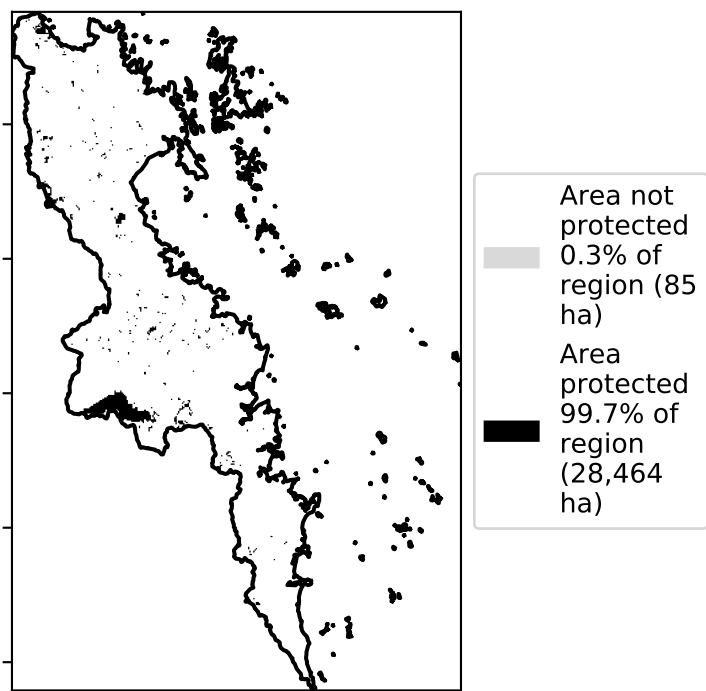 Area not
protected
0.3% of
region (85
ha)
Area
protected
99.7% of
region
(28,464
ha)